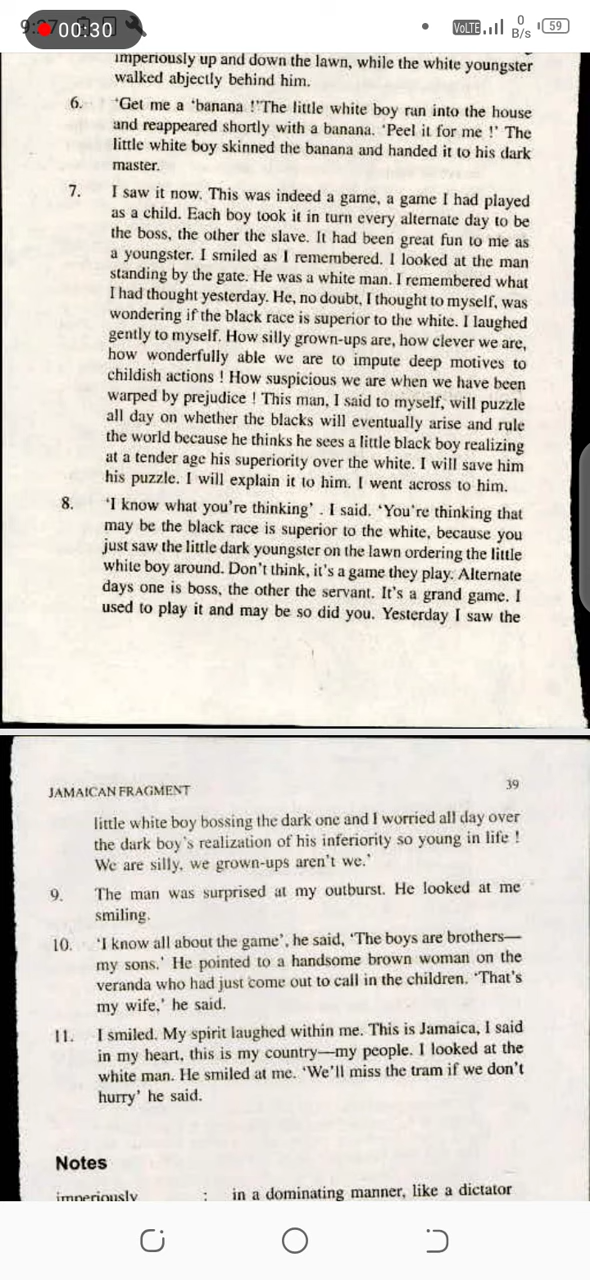 00:30
VoLTE
0
B/s
59
imperiously up and down the lawn, while the white youngster
walked abjectly behind him.
6. 'Get me a 'banana !'The little white boy run into the house
and reappeared shortly with a banana. 'Peel it for me !' The
little white boy skinned the banana and handed it to his dark
master.
7. I saw it now. This was indeed a game, a game I had played
as a child. Each boy took it in turn every alternate day to be
the boss, the other the slave. It had been great fun to me as
a youngster. I smiled as I remembered. I looked at the man
standing by the gate. He was a white man. I remembered what
I had thought yesterday. He, no doubt, I thought to myself, was
wondering if the black race is superior to the white. I laughed
gently to myself. How silly grown-ups are, how clever we are,
how wonderfully able we are to impute deep motives to
childish actions ! How suspicious we are when we have been
warped by prejudice ! This man, I said to myself, will puzzle
all day on whether the blacks will eventually arise and rule
the world because he thinks he sees a little black boy realizing
at a tender age his superiority over the white. I will save him
his puzzle. I will explain it to him. I went across to him.
8. 'I know what you're thinking' . I said. 'You're thinking that
may be the black race is superior to the white, because you
just saw the little dark youngster on the lawn ordering the little
white boy around. Don't think, it's a game they play. Alternate
days one is boss, the other the servant. It's a grand game. I
used to play it and may be so did you. Yesterday I saw the
JAMAICAN FRAGMENT 39
little white boy bossing the dark one and I worried all day over
the dark boy's realization of his inferiority so young in life !
We are silly, we grown-ups aren't we.'
9. The man was surprised at my outburst. He looked at me
smiling.
10. 'I know all about the game', he said, 'The boys are brothers—
my sons.' He pointed to a handsome brown woman on the
veranda who had just come out to call in the children. 'That's
my wife,' he said.
11. I smiled. My spirit laughed within me. This is Jamaica, I said
in my heart, this is my country—my people. I looked at the
white man. He smiled at me. 'We'll miss the tram if we don't
hurry' he said.
Notes
imperiously : in a dominating manner, like a dictator